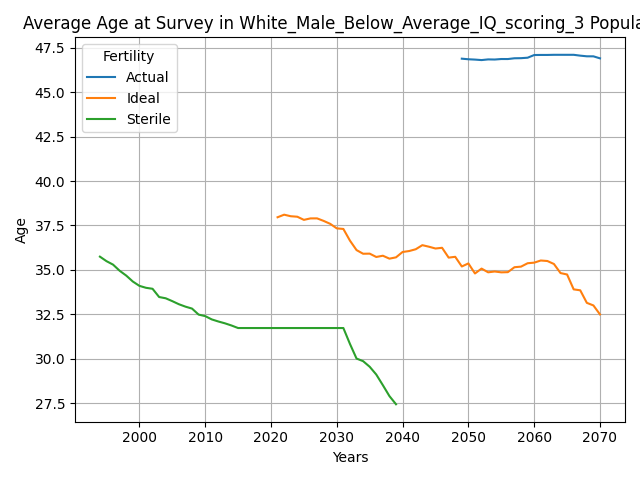 Average Age at Survey in White_Male_Below_Average_IQ_scoring_3 Popula
47.5
45.0
42.5
40.0
37.5
35.0
32.5
30.0
27.5
Age
Fertility
Actual
Ideal
Sterile
2000 2010 2020 2030 2040 2050 2060 2070
Years